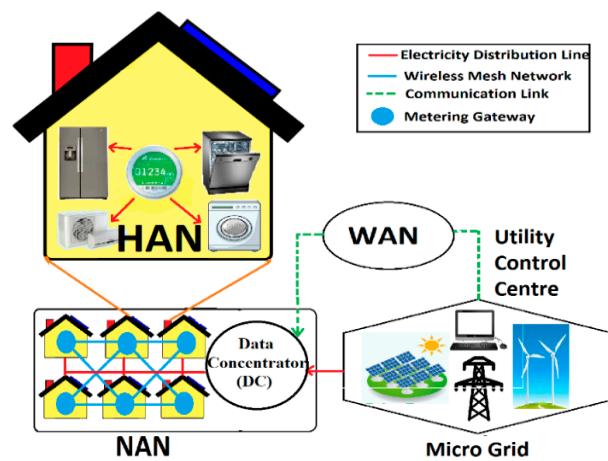 Electricity Distribution Line
Wireless Mesh Network
Communication Link
Metering Gateway
01234
HAN
WAN
Utility
Control
Centre
Data
Concentrator
(DC)
NAN
Micro Grid